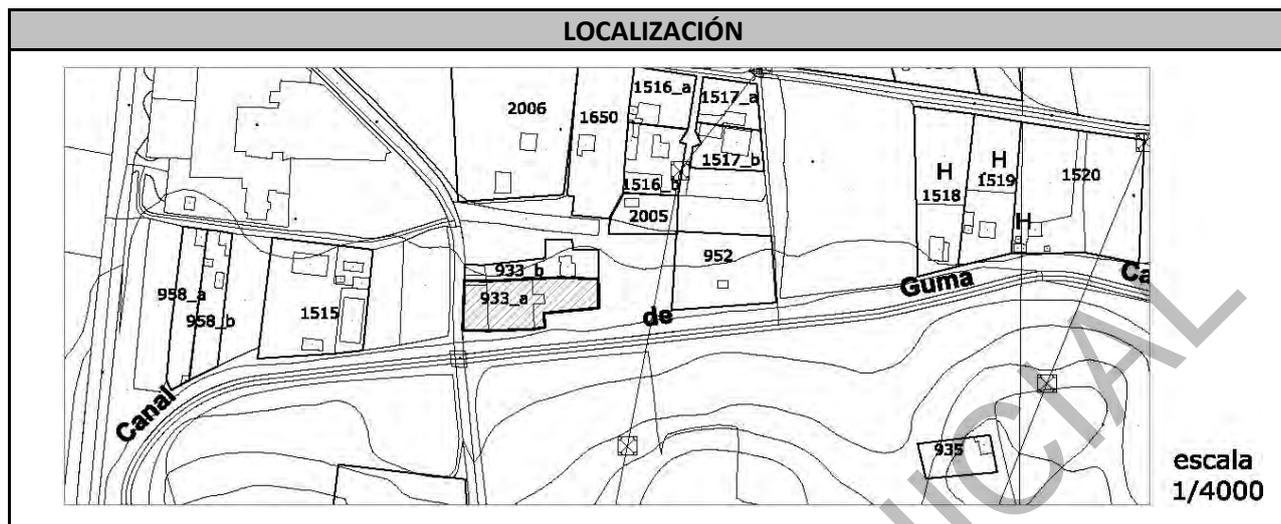 LOCALIZACIÓN
1516_a
1517_a
2006
1650
1517_b
1516_b
H
H
1518
1519
1520
2005
H
952
933_b
958_a
933_a
Guma
Ca
958_b
1515
de
Canal
935
escala
1/4000